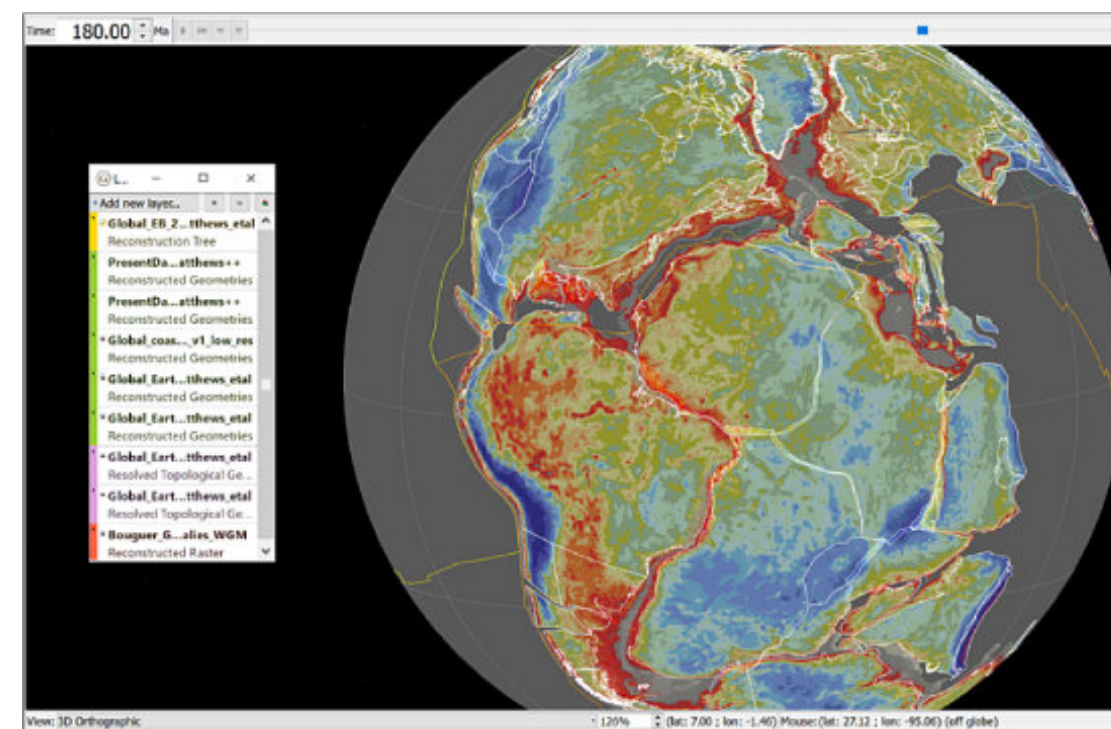 Time: 180.00 Ma
L...
Add new layer...
Global_EB_2...tthews_etal
Reconstruction Tree
PresentDa...atthews++
Reconstructed Geometries
PresentDa...atthews++
Reconstructed Geometries
Global_coas..._v1_low_res
Reconstructed Geometries
Global_Eart...tthews_etal
Reconstructed Geometries
Global_Eart...tthews_etal
Reconstructed Geometries
Global_Eart...tthews_etal
Resolved Topological Ge...
Global_Eart...tthews_etal
Resolved Topological Ge...
Bouguer_G...alies_WGM
Reconstructed Raster
View: 3D Orthographic 126% (lat: 7.00 ; lon: -1.46) Mouse: (lat: 27.12 ; lon: -95.06) (off globe)